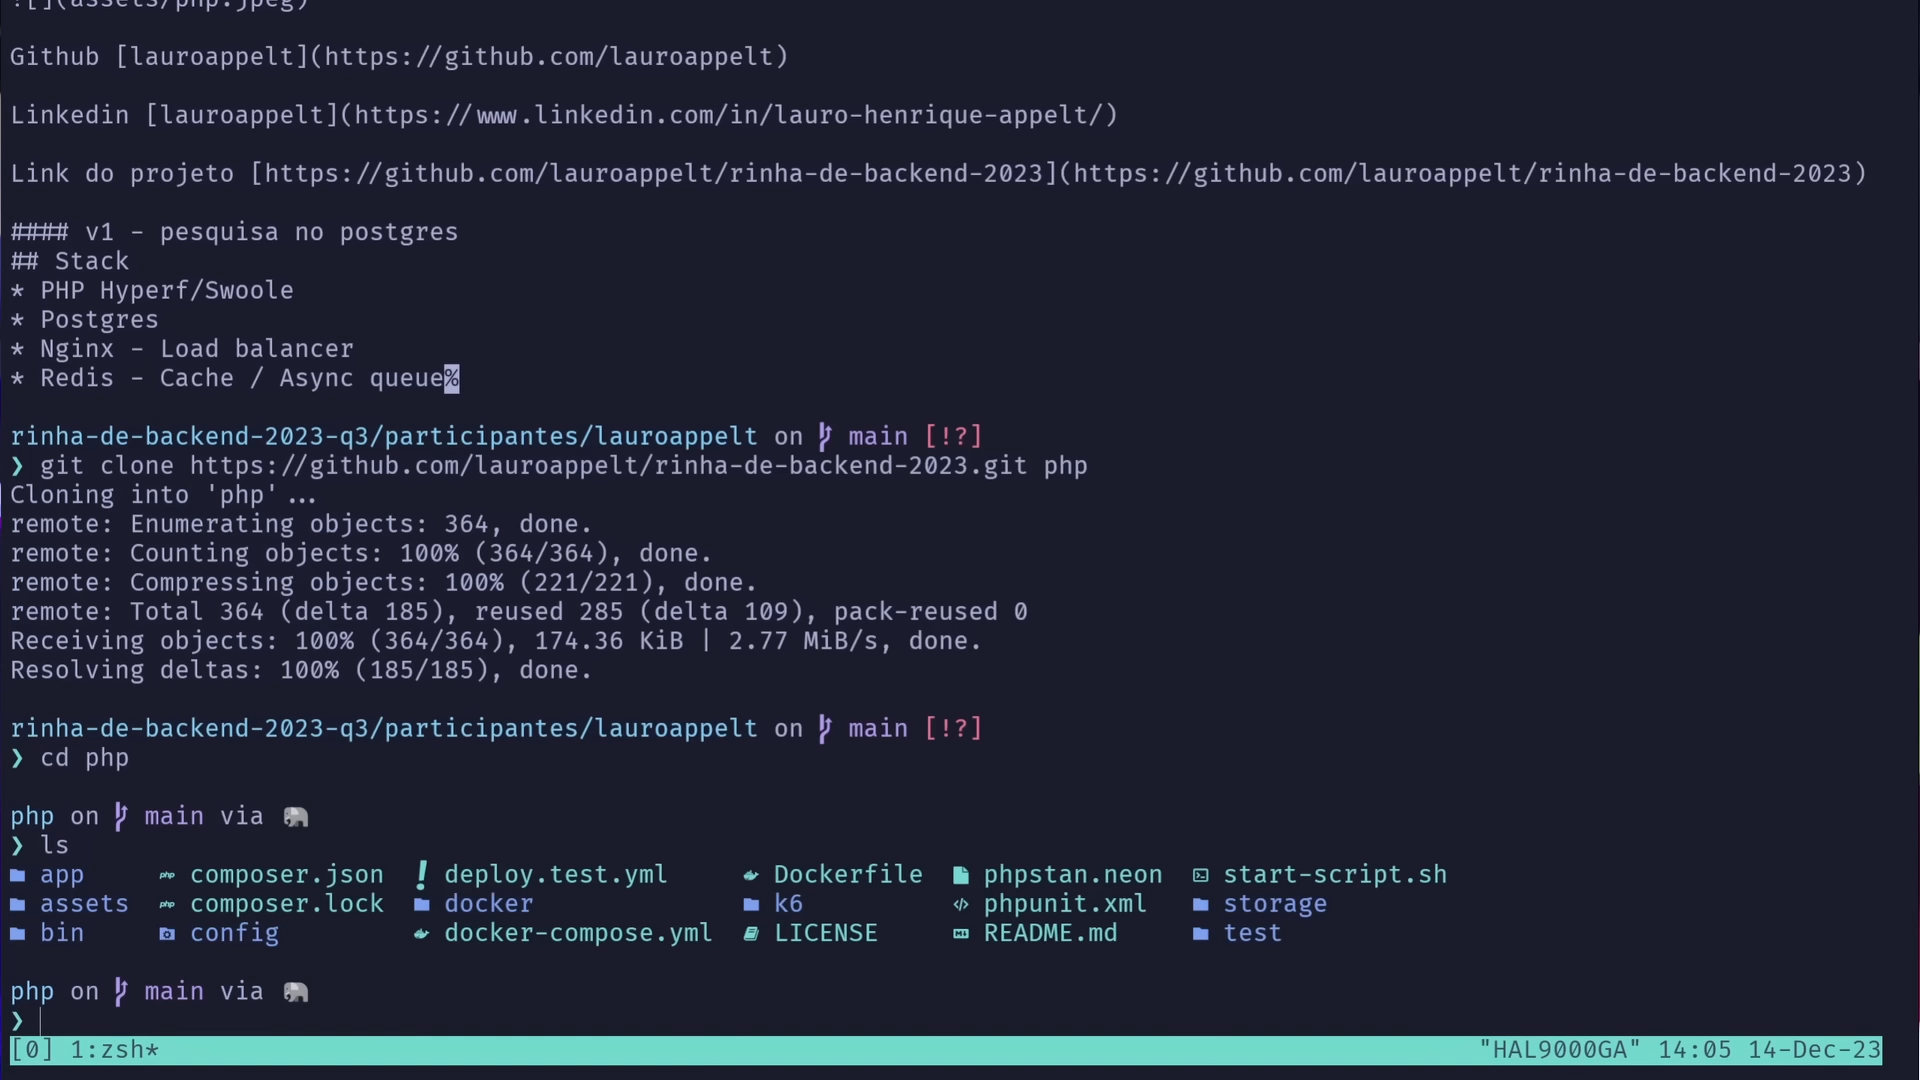 ![](assets/php.jpeg)
Github [lauroappelt](https://github.com/lauroappelt)
Linkedin [lauroappelt](https://www.linkedin.com/in/lauro-henrique-appelt/)
Link do projeto [https://github.com/lauroappelt/rinha-de-backend-2023](https://github.com/lauroappelt/rinha-de-backend-2023)
#### v1 - pesquisa no postgres
## Stack
* PHP Hyperf/Swoole
* Postgres
* Nginx - Load balancer
* Redis - Cache / Async queue%
rinha-de-backend-2023-q3/participantes/lauroappelt on main [!?]
❯ git clone https://github.com/lauroappelt/rinha-de-backend-2023.git php
Cloning into 'php'...
remote: Enumerating objects: 364, done.
remote: Counting objects: 100% (364/364), done.
remote: Compressing objects: 100% (221/221), done.
remote: Total 364 (delta 185), reused 285 (delta 109), pack-reused 0
Receiving objects: 100% (364/364), 174.36 KiB | 2.77 MiB/s, done.
Resolving deltas: 100% (185/185), done.
rinha-de-backend-2023-q3/participantes/lauroappelt on main [!?]
❯ cd php
php on main via 🐘
❯ ls
app composer.json deploy.test.yml Dockerfile phpstan.neon start-script.sh
assets composer.lock docker k6 phpunit.xml storage
bin config docker-compose.yml LICENSE README.md test
php on main via 🐘
❯
[0] 1:zsh* "HAL9000GA" 14:05 14-Dec-23